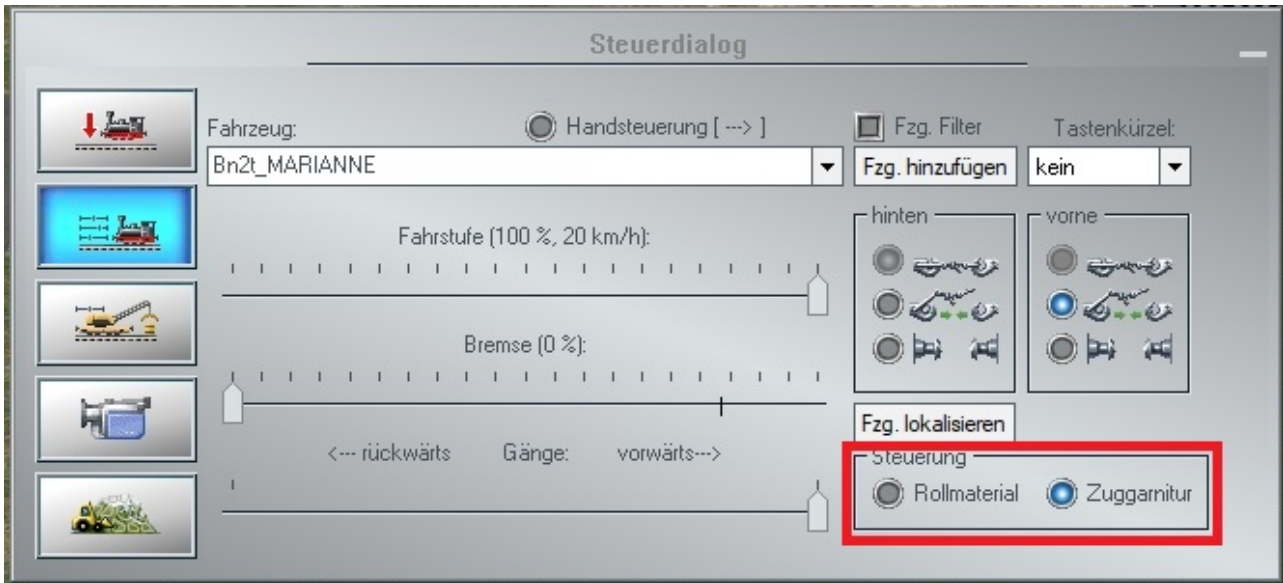 Steuerdialog
Fahrzeug:
Handsteuerung [ ---> ]
Fzg. Filter
Tastenkürzel:
Bn2t_MARIANNE
Fzg. hinzufügen
kein
hinten
vorne
Fahrstufe (100 %, 20 km/h):
Bremse (0 %):
Fzg. lokalisieren
<--- rückwärts Gänge: vorwärts--->
Steuerung
Rollmaterial
Zuggarnitur